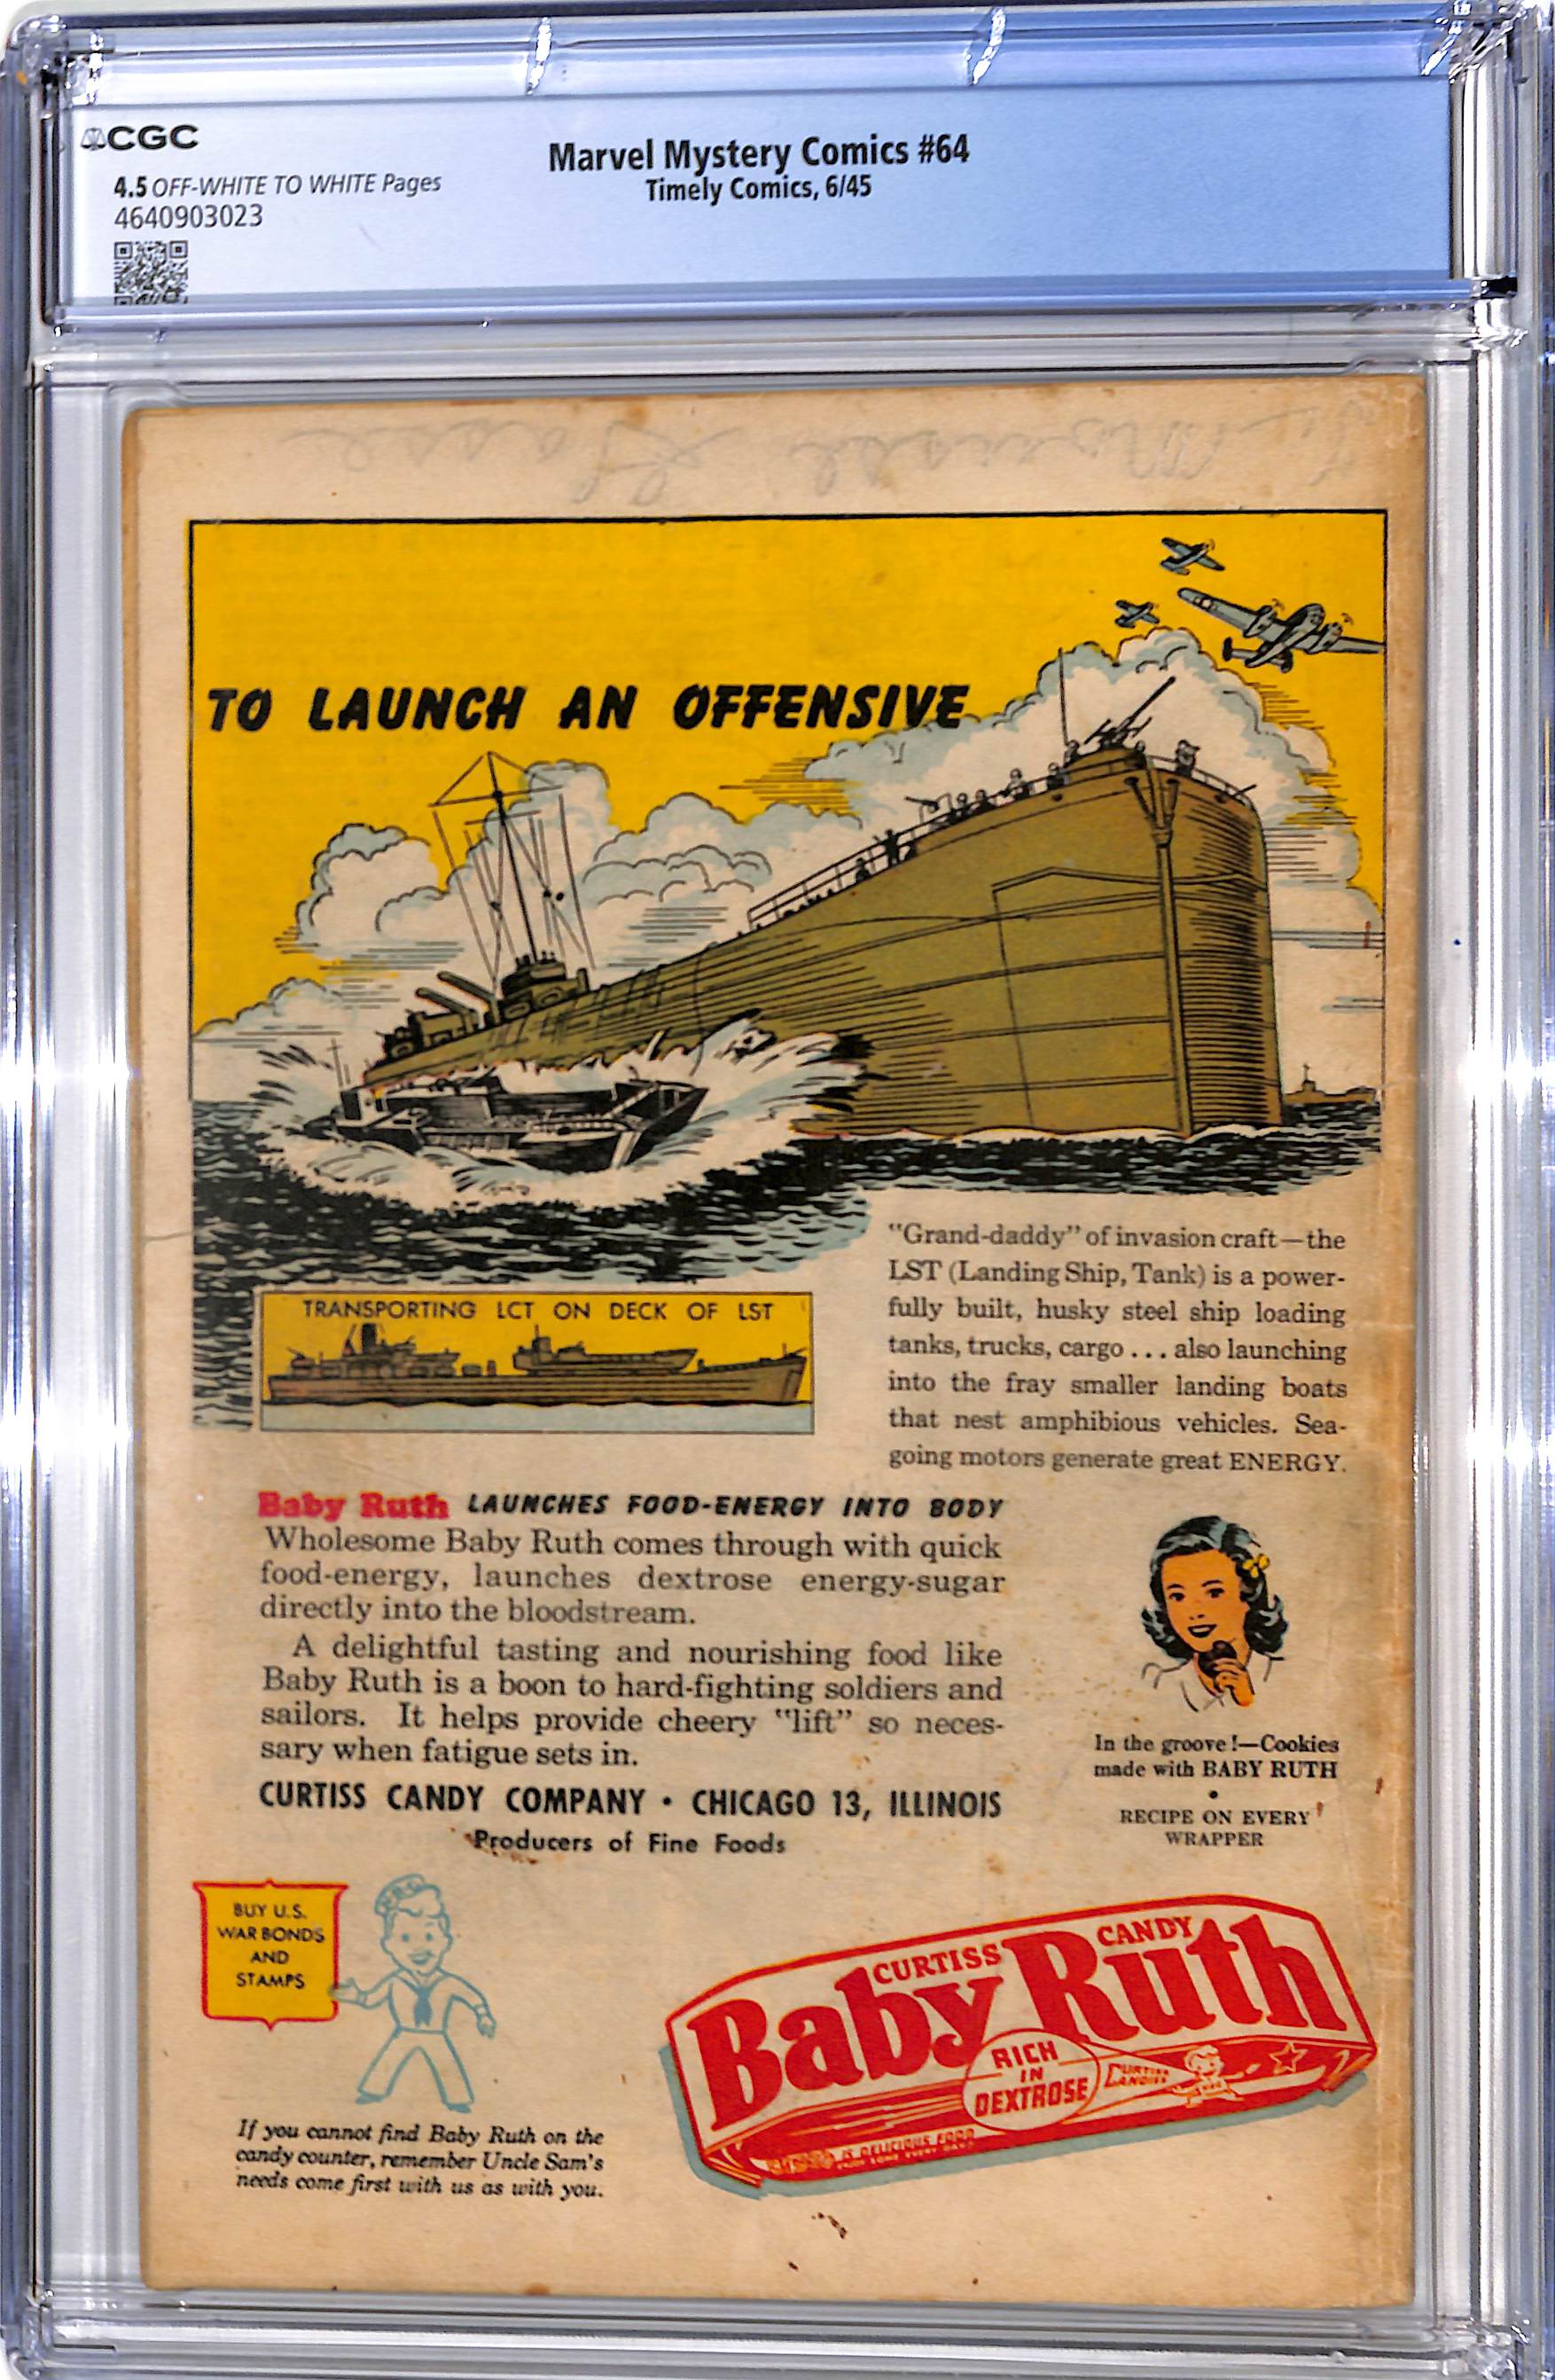 CGC
4.5 OFF-WHITE TO WHITE Pages
4640903023
Marvel Mystery Comics #64
Timely Comics, 6/45
TO LAUNCH AN OFFENSIVE
"Grand-daddy" of invasion craft—the
LST (Landing Ship, Tank) is a power-
fully built, husky steel ship loading
tanks, trucks, cargo . . . also launching
into the fray smaller landing boats
that nest amphibious vehicles. Sea-
going motors generate great ENERGY.
TRANSPORTING LCT ON DECK OF LST
Baby Ruth LAUNCHES FOOD-ENERGY INTO BODY
Wholesome Baby Ruth comes through with quick
food-energy, launches dextrose energy-sugar
directly into the bloodstream.
A delightful tasting and nourishing food like
Baby Ruth is a boon to hard-fighting soldiers and
sailors. It helps provide cheery "lift" so neces-
sary when fatigue sets in.
CURTISS CANDY COMPANY • CHICAGO 13, ILLINOIS
Producers of Fine Foods
In the groove!—Cookies
made with BABY RUTH
•
RECIPE ON EVERY
WRAPPER
BUY U.S.
WAR BONDS
AND
STAMPS
If you cannot find Baby Ruth on the
candy counter, remember Uncle Sam's
needs come first with us as with you.
CURTISS CANDY
Baby Ruth
RICH
IN
DEXTROSE
CURTISS
CANDIES
IS DELICIOUS FOOD